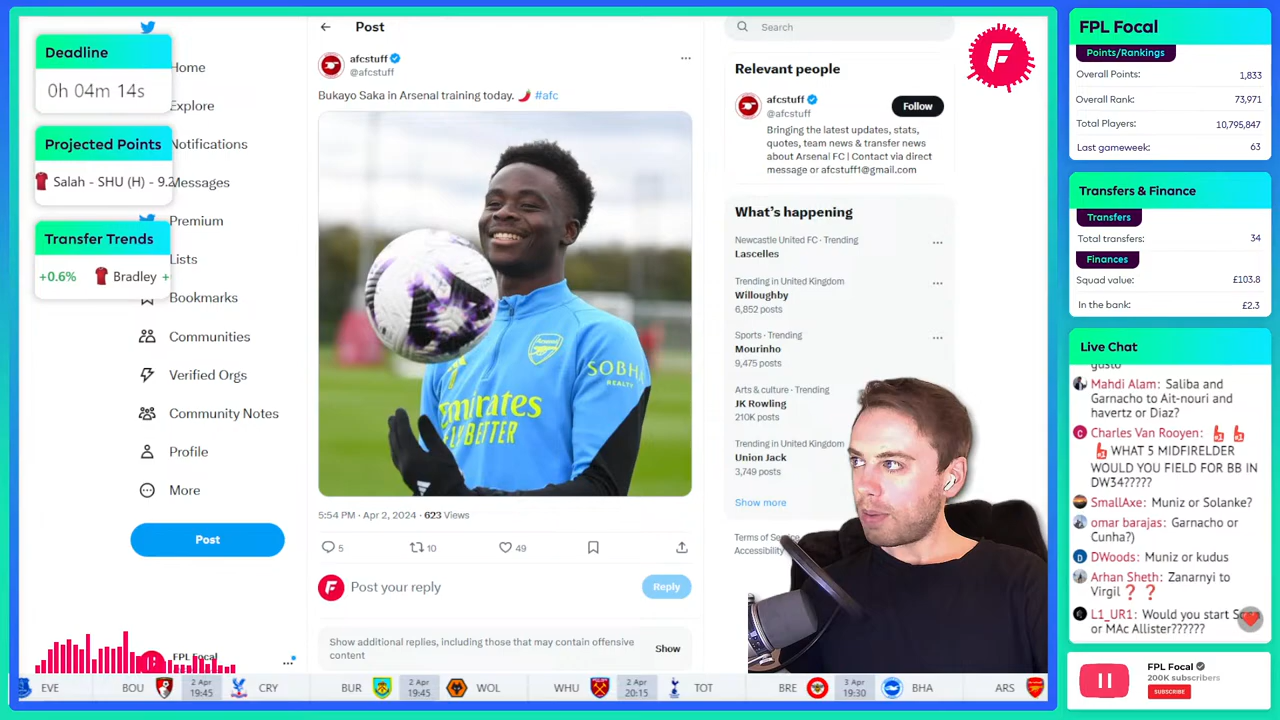 Deadline
0h 04m 14s
Projected Points
Salah - SHU (H) - 9.2
Transfer Trends
+0.6% Bradley +
Home
Explore
Notifications
Messages
Premium
Lists
Bookmarks
Communities
Verified Orgs
Community Notes
Profile
More
Post
FPL Focal
Post
afcstuff
@afcstuff
Bukayo Saka in Arsenal training today. 🌶️ #afc
Emirates
FLY BETTER
Arsenal
SOBHA
REALTY
5:54 PM · Apr 2, 2024 · 623 Views
5 10 49
Post your reply
Reply
Show additional replies, including those that may contain offensive
content
Show
Search
Relevant people
afcstuff
@afcstuff
Follow
Bringing the latest updates, stats,
quotes, team news & transfer news
about Arsenal FC | Contact via direct
message or afcstuff1@gmail.com
What's happening
Newcastle United FC · Trending
Lascelles
Trending in United Kingdom
Willoughby
6,852 posts
Sports · Trending
Mourinho
9,475 posts
Arts & culture · Trending
JK Rowling
210K posts
Trending in United Kingdom
Union Jack
3,749 posts
Show more
Terms of Service
Accessibility
F
FPL Focal
Points/Rankings
Overall Points: 1,833
Overall Rank: 73,971
Total Players: 10,795,847
Last gameweek: 63
Transfers & Finance
Transfers
Total transfers: 34
Finances
Squad value: £103.8
In the bank: £2.3
Live Chat
gusto
Mahdi Alam: Saliba and
Garnacho to Ait-nouri and
havertz or Diaz?
Charles Van Rooyen:
WHAT 5 MIDFIRELDER
WOULD YOU FIELD FOR BB IN
DW34?????
SmallAxe: Muniz or Solanke?
omar barajas: Garnacho or
Cunha?)
DWoods: Muniz or kudus
Arhan Sheth: Zanarnyi to
Virgil❓❓
L1_UR1: Would you start
or MAc Allister??????
FPL Focal
200K subscribers
SUBSCRIBE
EVE
BOU 2 Apr 19:45 CRY
BUR 2 Apr 19:45 WOL
WHU 2 Apr 20:15 TOT
BRE 3 Apr 19:30 BHA
ARS